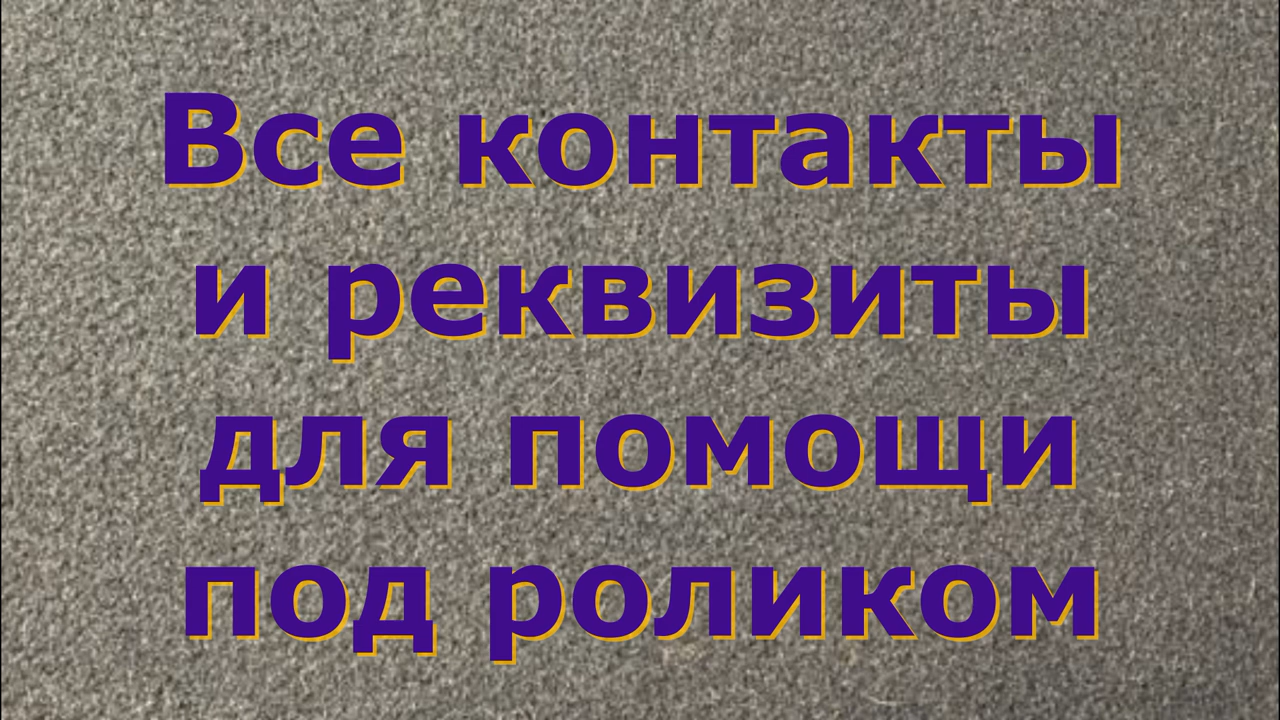 Все контакты
и реквизиты
для помощи
под роликом